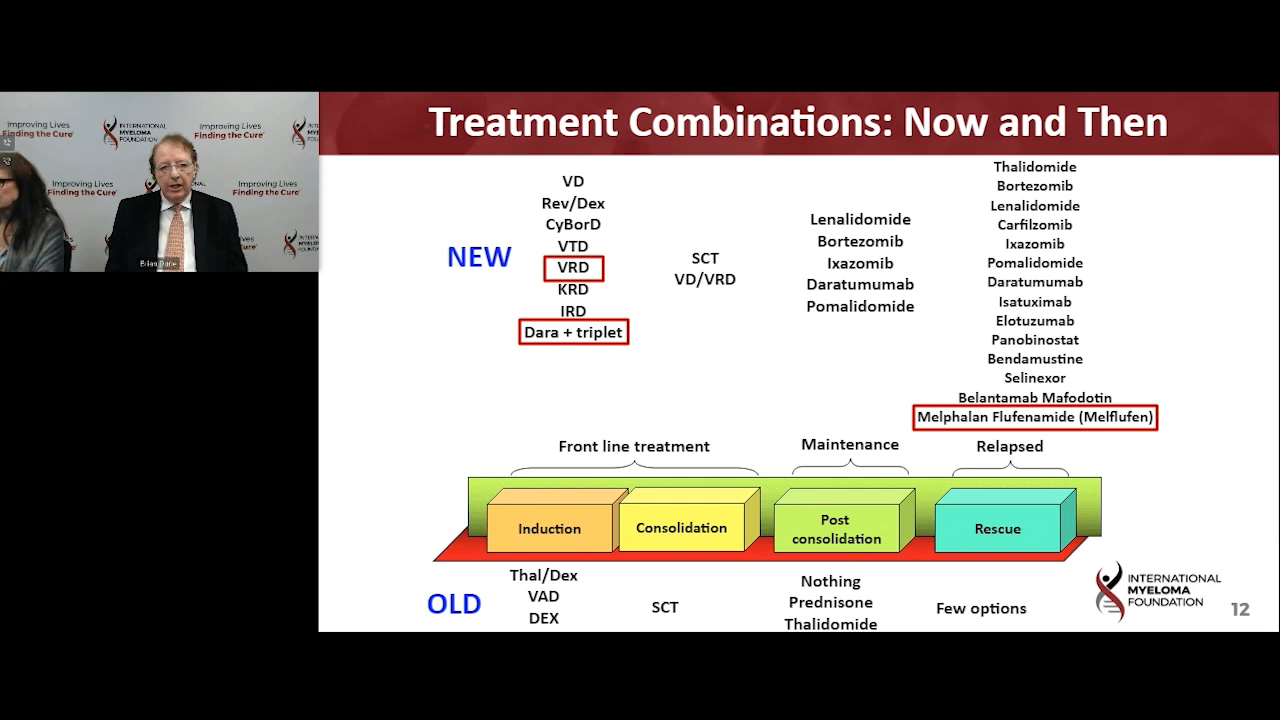 Improving Lives
Finding the Cure
INTERNATIONAL
MYELOMA
FOUNDATION
Improving Lives
Finding the Cure
Improving Lives
Finding the Cure
Improving Lives
Finding the Cure
Brian Durie
Treatment Combinations: Now and Then
NEW
VD
Rev/Dex
CyBorD
VTD
VRD
KRD
IRD
Dara + triplet
SCT
VD/VRD
Lenalidomide
Bortezomib
Ixazomib
Daratumumab
Pomalidomide
Thalidomide
Bortezomib
Lenalidomide
Carfilzomib
Ixazomib
Pomalidomide
Daratumumab
Isatuximab
Elotuzumab
Panobinostat
Bendamustine
Selinexor
Belantamab Mafodotin
Melphalan Flufenamide (Melflufen)
Front line treatment
Maintenance
Relapsed
Induction
Consolidation
Post
consolidation
Rescue
OLD
Thal/Dex
VAD
DEX
SCT
Nothing
Prednisone
Thalidomide
Few options
INTERNATIONAL
MYELOMA
FOUNDATION
12